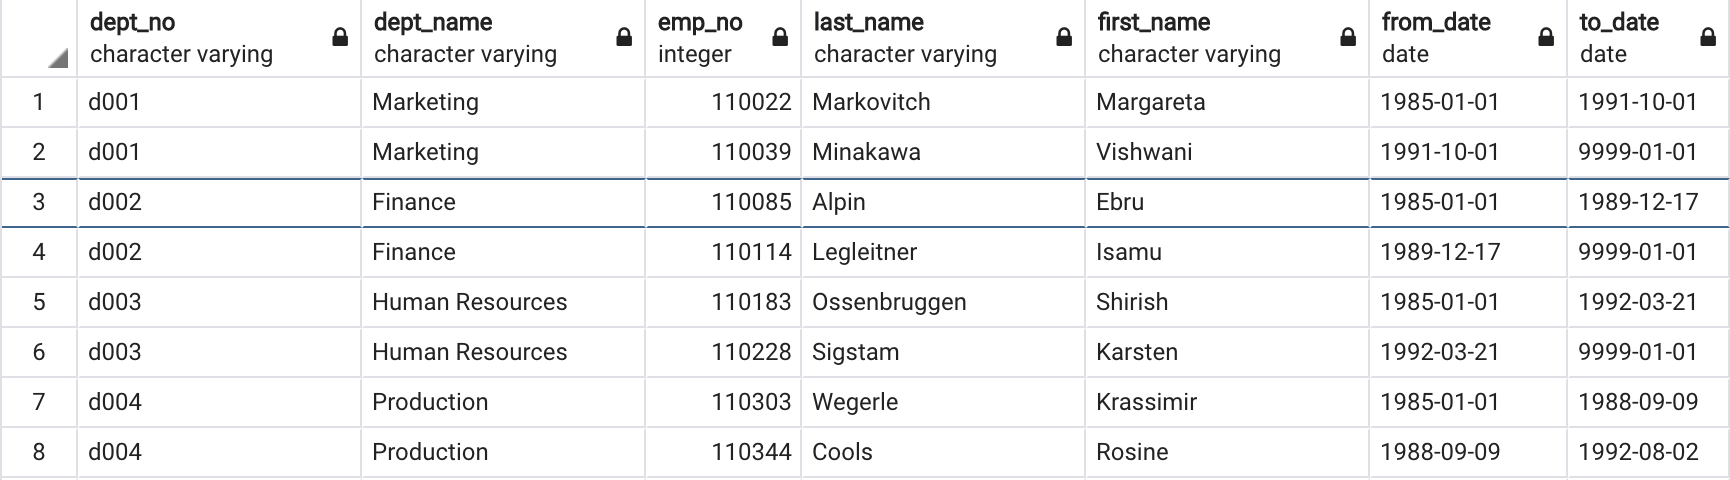 dept_no dept_name emp_no last_name first_name from_date to_date
character varying character varying integer character varying character varying date date
1 d001 Marketing 110022 Markovitch Margareta 1985-01-01 1991-10-01
2 d001 Marketing 110039 Minakawa Vishwani 1991-10-01 9999-01-01
3 d002 Finance 110085 Alpin Ebru 1985-01-01 1989-12-17
4 d002 Finance 110114 Legleitner Isamu 1989-12-17 9999-01-01
5 d003 Human Resources 110183 Ossenbruggen Shirish 1985-01-01 1992-03-21
6 d003 Human Resources 110228 Sigstam Karsten 1992-03-21 9999-01-01
7 d004 Production 110303 Wegerle Krassimir 1985-01-01 1988-09-09
8 d004 Production 110344 Cools Rosine 1988-09-09 1992-08-02